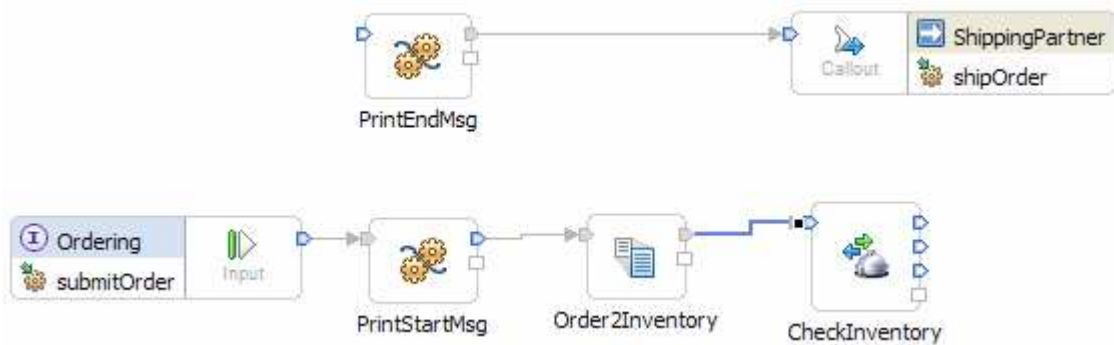 ShippingPartner
Callout
shipOrder
PrintEndMsg
Ordering
Input
submitOrder
PrintStartMsg
Order2Inventory
CheckInventory